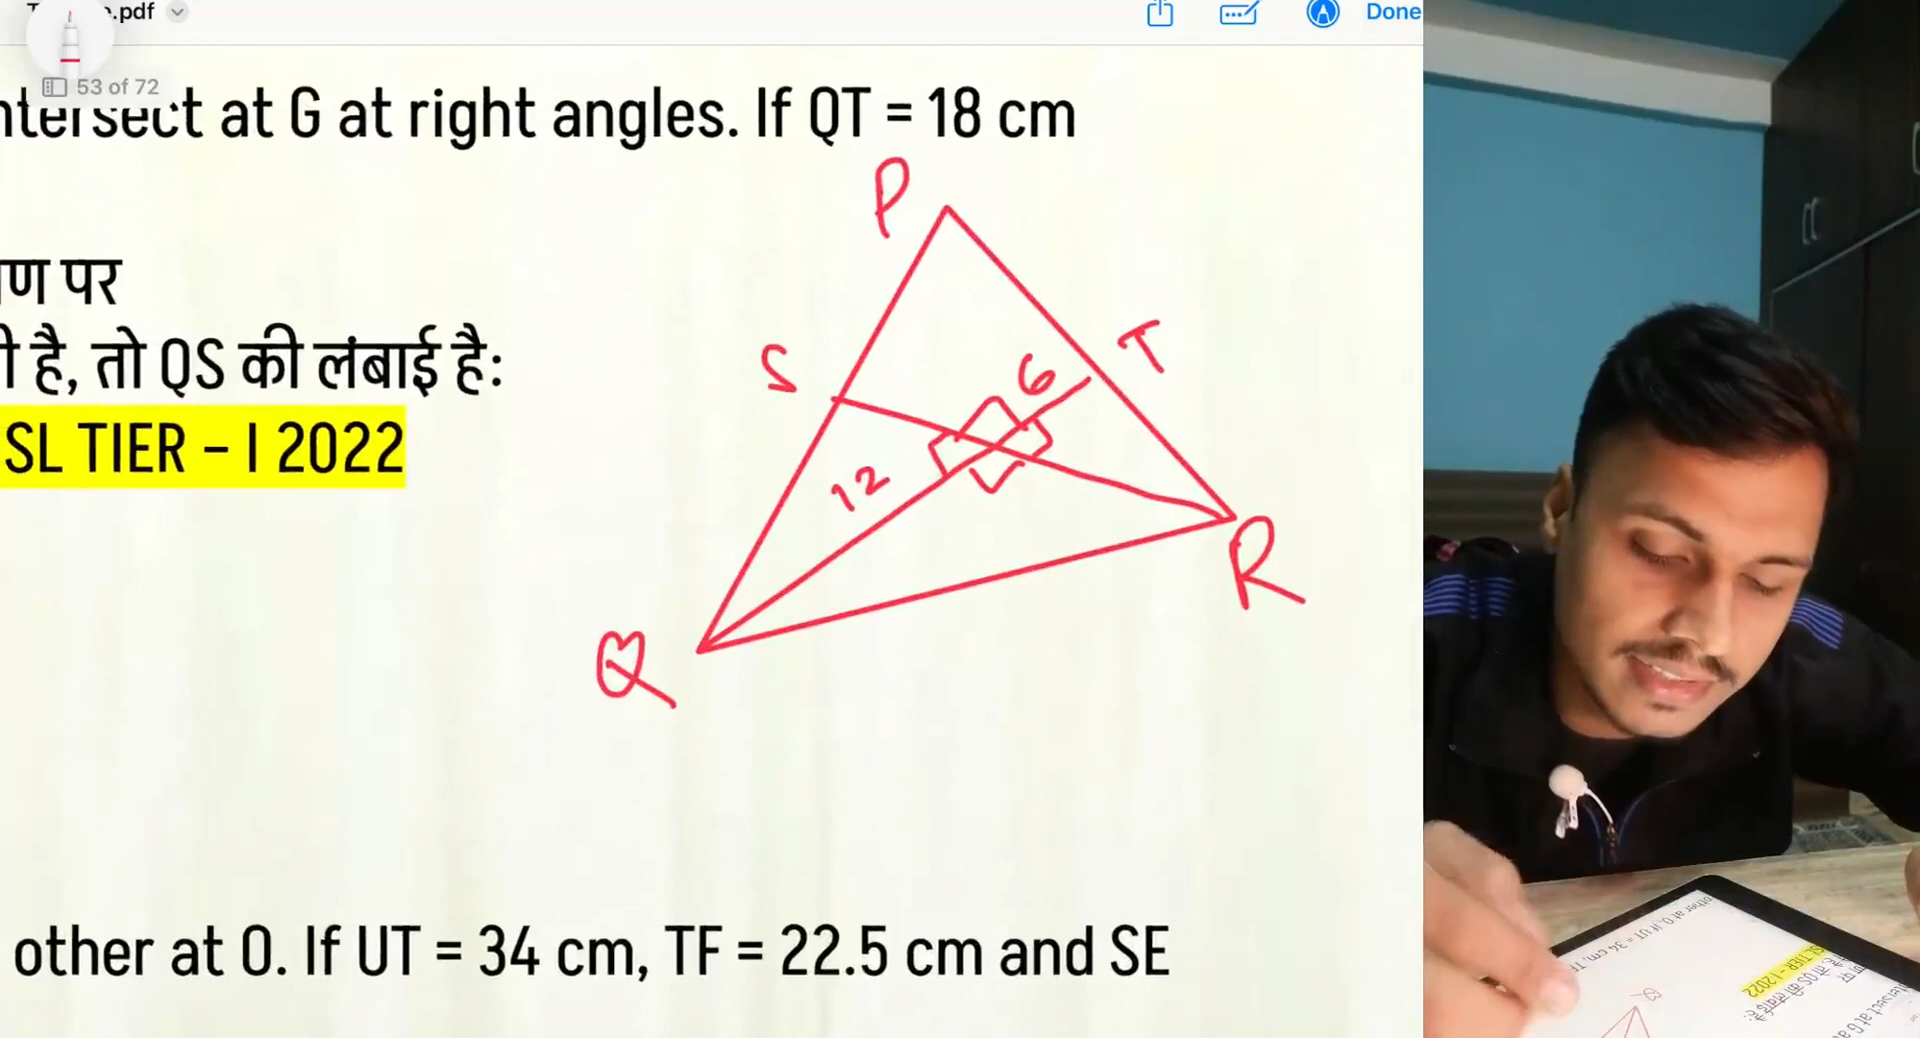 .pdf
Done
53 of 72
ntersect at G at right angles. If QT = 18 cm
P
ण पर
S
6
T
है, तो QS की लंबाई है:
SL TIER – I 2022
12
R
Q
other at O. If UT = 34 cm, TF = 22.5 cm and SE